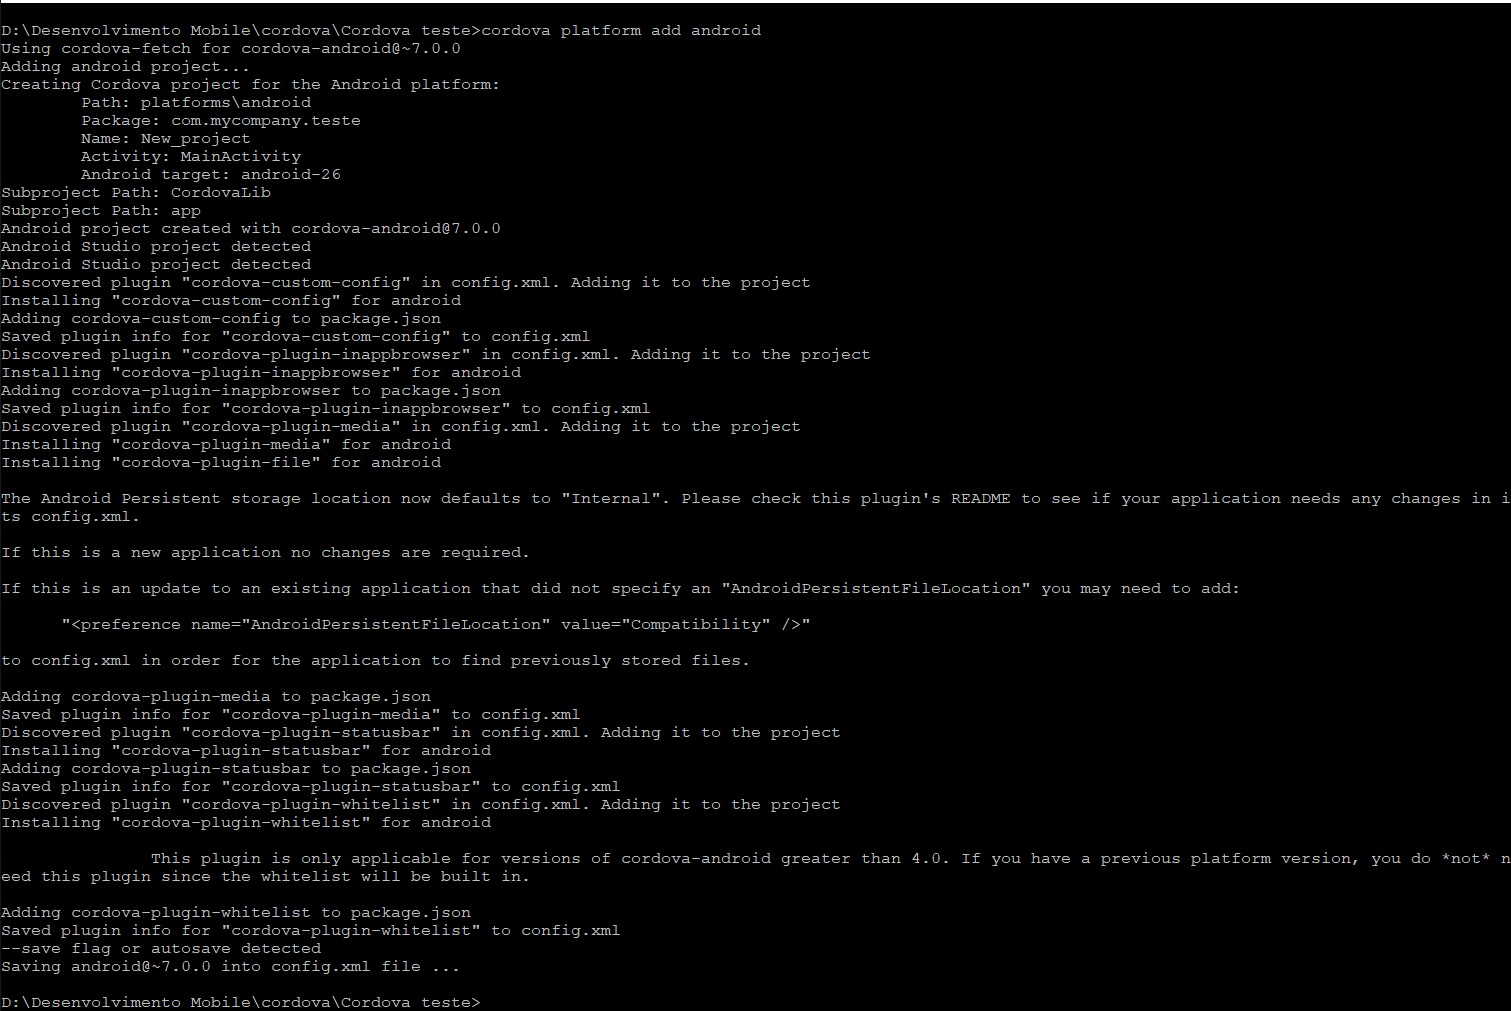 D:\Desenvolvimento Mobile\cordova\Cordova teste>cordova platform add android
Using cordova-fetch for cordova-android@~7.0.0
Adding android project...
Creating Cordova project for the Android platform:
        Path: platforms\android
        Package: com.mycompany.teste
        Name: New_project
        Activity: MainActivity
        Android target: android-26
Subproject Path: CordovaLib
Subproject Path: app
Android project created with cordova-android@7.0.0
Android Studio project detected
Android Studio project detected
Discovered plugin "cordova-custom-config" in config.xml. Adding it to the project
Installing "cordova-custom-config" for android
Adding cordova-custom-config to package.json
Saved plugin info for "cordova-custom-config" to config.xml
Discovered plugin "cordova-plugin-inappbrowser" in config.xml. Adding it to the project
Installing "cordova-plugin-inappbrowser" for android
Adding cordova-plugin-inappbrowser to package.json
Saved plugin info for "cordova-plugin-inappbrowser" to config.xml
Discovered plugin "cordova-plugin-media" in config.xml. Adding it to the project
Installing "cordova-plugin-media" for android
Installing "cordova-plugin-file" for android

The Android Persistent storage location now defaults to "Internal". Please check this plugin's README to see if your application needs any changes in i
ts config.xml.

If this is a new application no changes are required.

If this is an update to an existing application that did not specify an "AndroidPersistentFileLocation" you may need to add:

      "<preference name="AndroidPersistentFileLocation" value="Compatibility" />"

to config.xml in order for the application to find previously stored files.

Adding cordova-plugin-media to package.json
Saved plugin info for "cordova-plugin-media" to config.xml
Discovered plugin "cordova-plugin-statusbar" in config.xml. Adding it to the project
Installing "cordova-plugin-statusbar" for android
Adding cordova-plugin-statusbar to package.json
Saved plugin info for "cordova-plugin-statusbar" to config.xml
Discovered plugin "cordova-plugin-whitelist" in config.xml. Adding it to the project
Installing "cordova-plugin-whitelist" for android

               This plugin is only applicable for versions of cordova-android greater than 4.0. If you have a previous platform version, you do *not* n
eed this plugin since the whitelist will be built in.

Adding cordova-plugin-whitelist to package.json
Saved plugin info for "cordova-plugin-whitelist" to config.xml
--save flag or autosave detected
Saving android@~7.0.0 into config.xml file ...

D:\Desenvolvimento Mobile\cordova\Cordova teste>